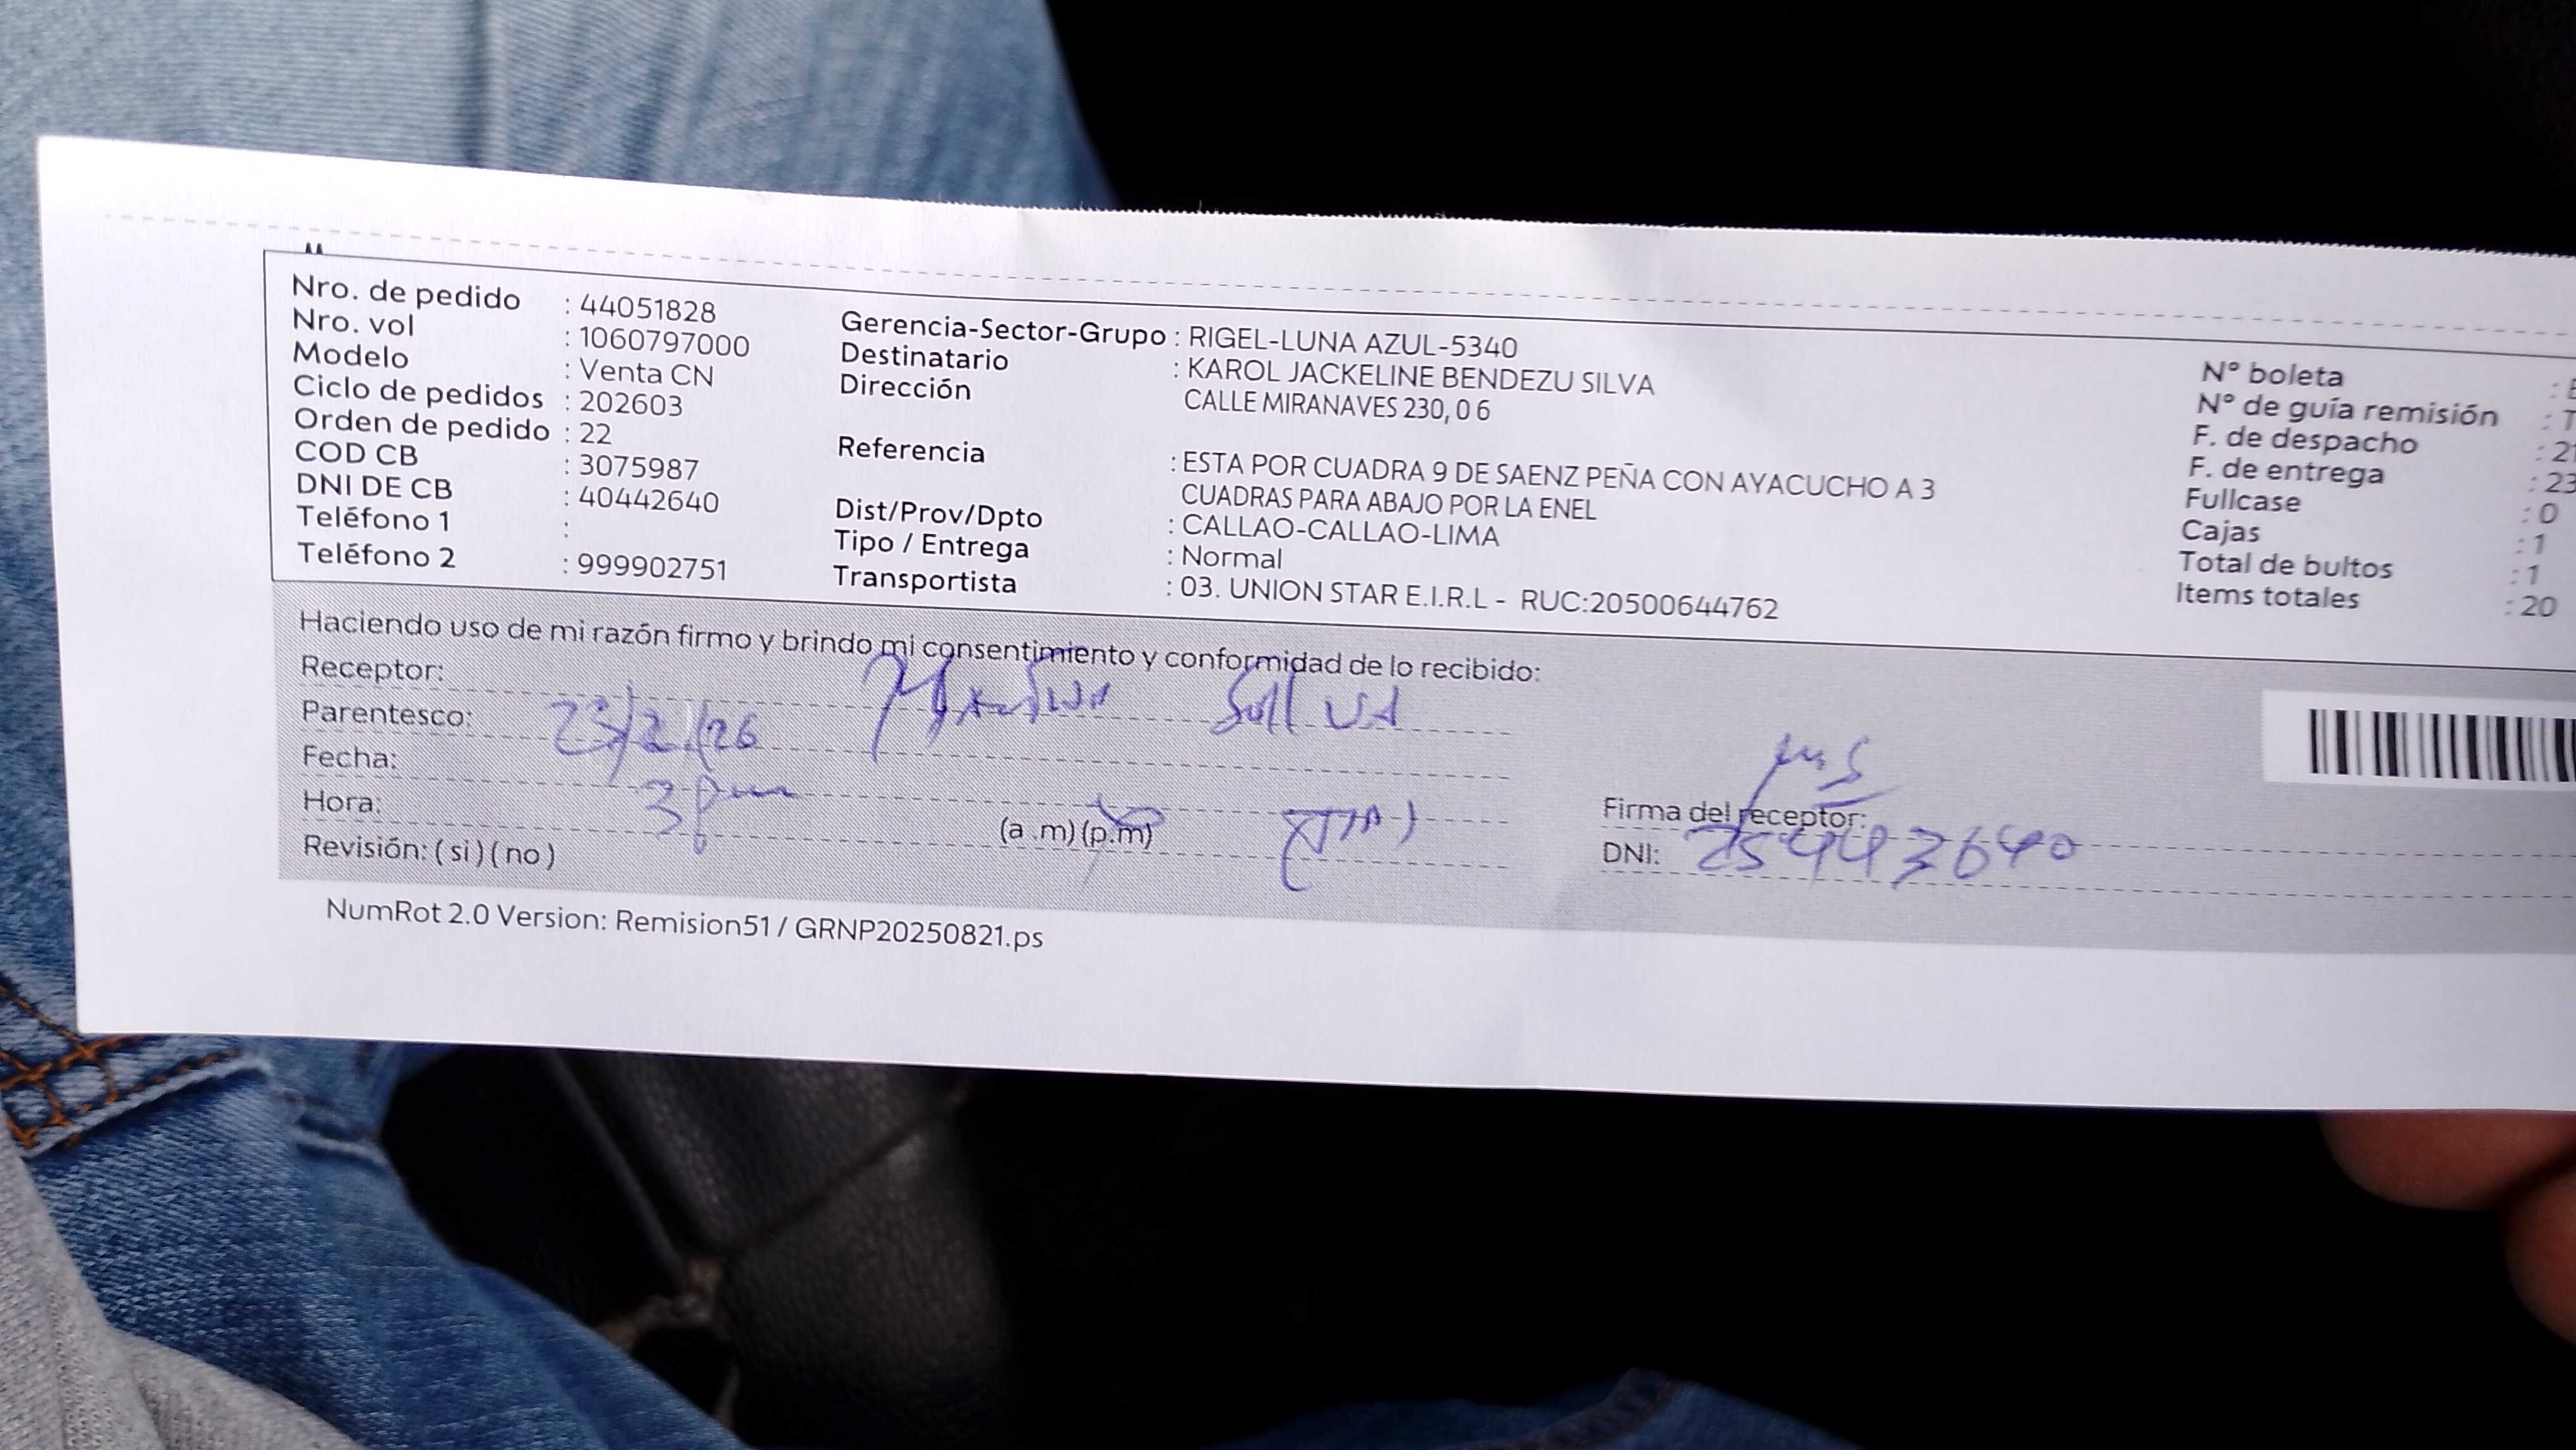 Nro. de pedido : 44051828
Nro. vol : 1060797000
Modelo : Venta CN
Ciclo de pedidos : 202603
Orden de pedido : 22
COD CB : 3075987
DNI DE CB : 40442640
Teléfono 1 :
Teléfono 2 : 999902751
Gerencia-Sector-Grupo : RIGEL-LUNA AZUL-5340
Destinatario : KAROL JACKELINE BENDEZU SILVA
Dirección CALLE MIRANAVES 230, 0 6
Referencia : ESTA POR CUADRA 9 DE SAENZ PEÑA CON AYACUCHO A 3
CUADRAS PARA ABAJO POR LA ENEL
Dist/Prov/Dpto : CALLAO-CALLAO-LIMA
Tipo / Entrega : Normal
Transportista : 03. UNION STAR E.I.R.L - RUC:20500644762
N° boleta :
N° de guía remisión : T
F. de despacho : 21
F. de entrega : 23
Fullcase : 0
Cajas : 1
Total de bultos : 1
Items totales : 20
Haciendo uso de mi razón firmo y brindo mi consentimiento y conformidad de lo recibido:
Receptor:
Parentesco: 23/2/26
Fecha:
Hora: 3pm (a .m) (p.m)
Revisión: ( si ) ( no )
Firma del receptor:
DNI:
NumRot 2.0 Version: Remision51 / GRNP20250821.ps